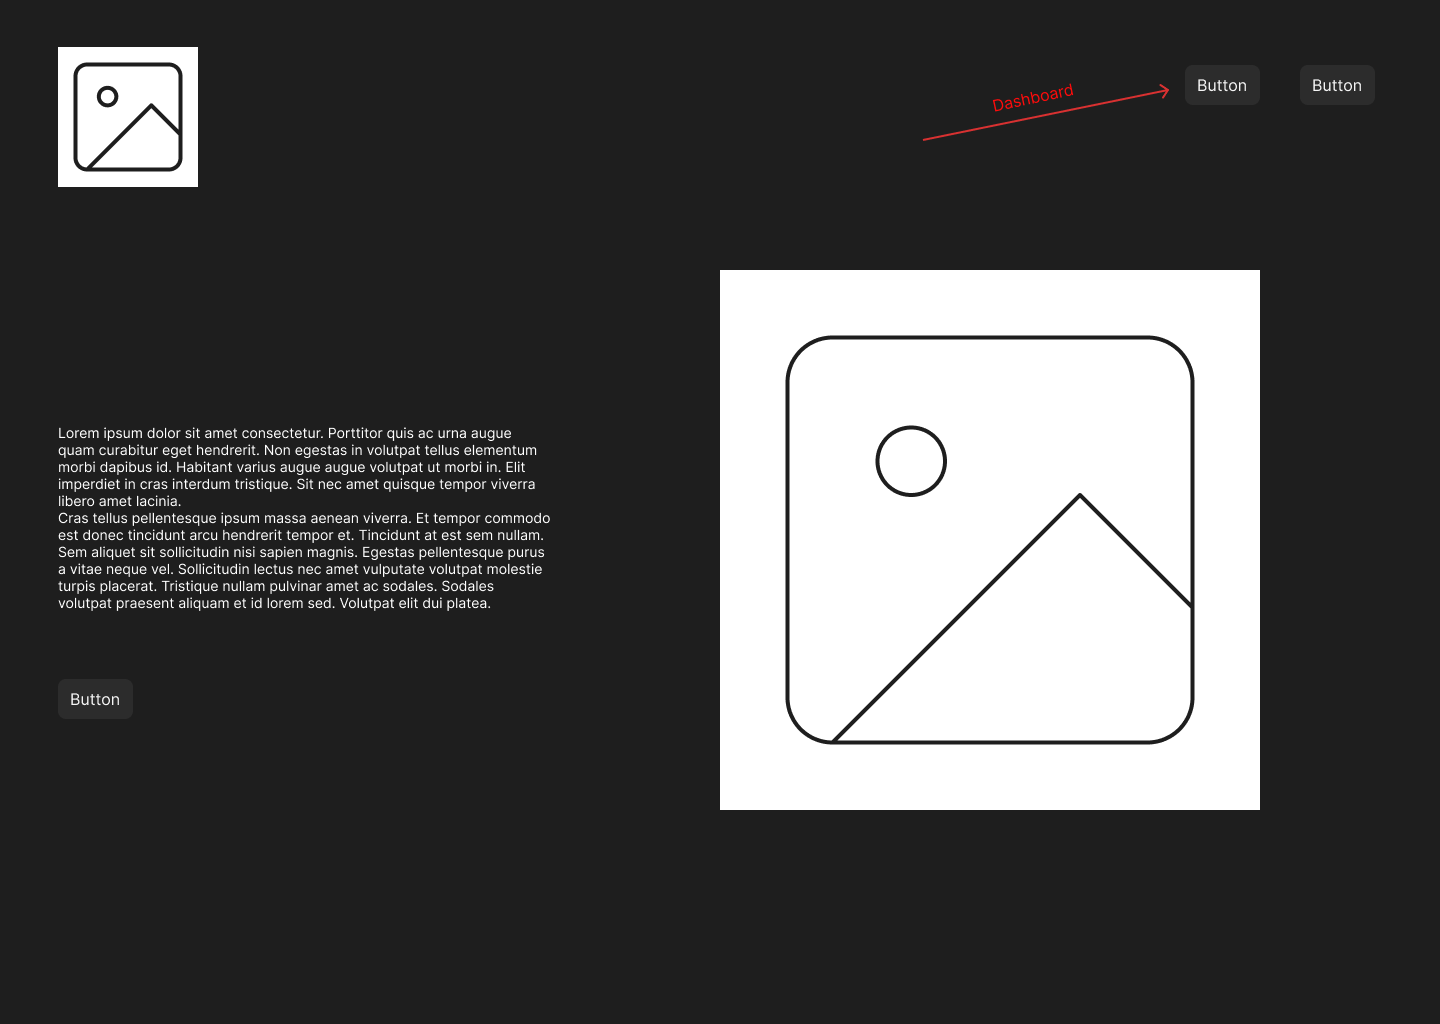 Dashboard
Button
Button
Lorem ipsum dolor sit amet consectetur. Porttitor quis ac urna augue
quam curabitur eget hendrerit. Non egestas in volutpat tellus elementum
morbi dapibus id. Habitant varius augue augue volutpat ut morbi in. Elit
imperdiet in cras interdum tristique. Sit nec amet quisque tempor viverra
libero amet lacinia.
Cras tellus pellentesque ipsum massa aenean viverra. Et tempor commodo
est donec tincidunt arcu hendrerit tempor et. Tincidunt at est sem nullam.
Sem aliquet sit sollicitudin nisi sapien magnis. Egestas pellentesque purus
a vitae neque vel. Sollicitudin lectus nec amet vulputate volutpat molestie
turpis placerat. Tristique nullam pulvinar amet ac sodales. Sodales
volutpat praesent aliquam et id lorem sed. Volutpat elit dui platea.
Button